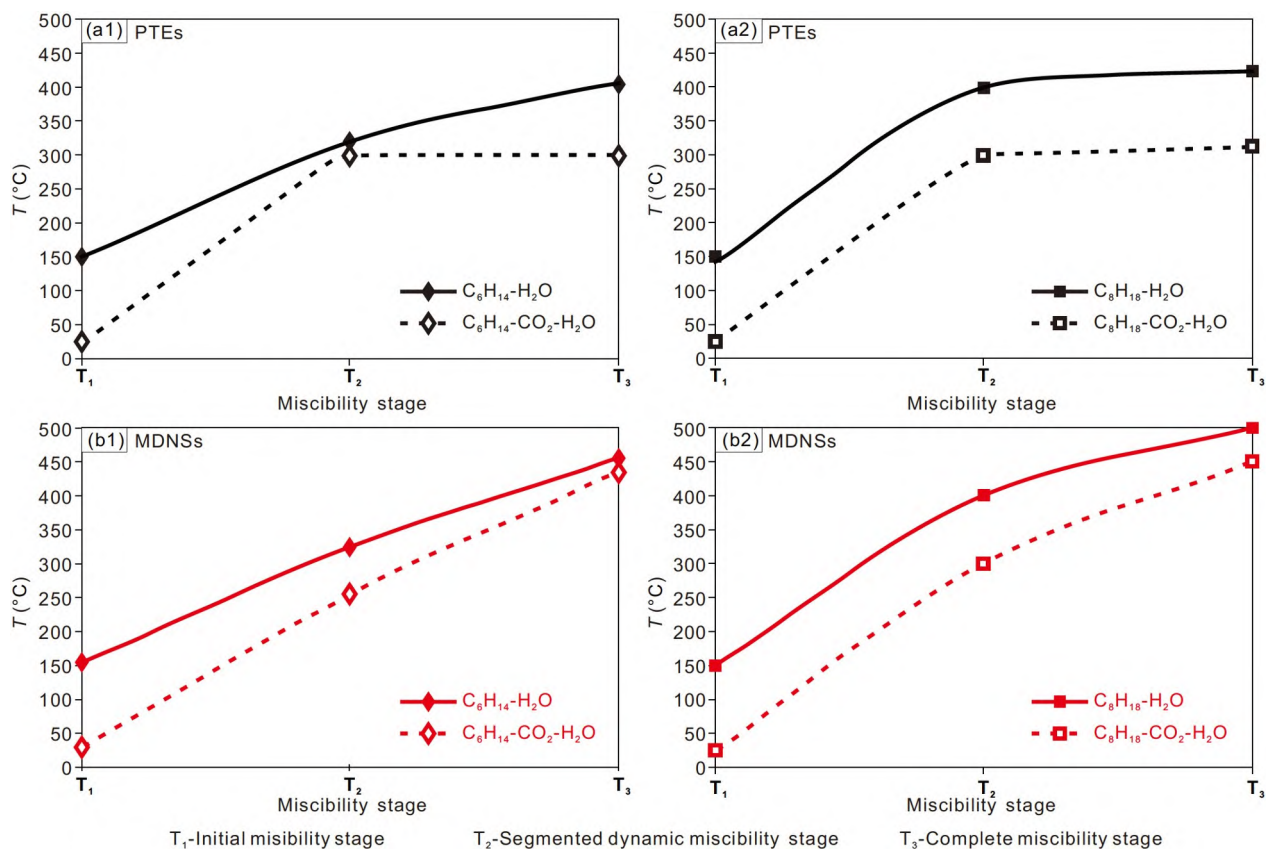 (a1) PTEs
500
450
400
350
300
250
200
150
100
50
0
T (°C)
C₆H₁₄-H₂O
C₆H₁₄-CO₂-H₂O
T₁ T₂ T₃
Miscibility stage
(a2) PTEs
500
450
400
350
300
250
200
150
100
50
0
T (°C)
C₈H₁₈-H₂O
C₈H₁₈-CO₂-H₂O
T₁ T₂ T₃
Miscibility stage
(b1) MDNSs
500
450
400
350
300
250
200
150
100
50
0
T (°C)
C₆H₁₄-H₂O
C₆H₁₄-CO₂-H₂O
T₁ T₂ T₃
Miscibility stage
(b2) MDNSs
500
450
400
350
300
250
200
150
100
50
0
T (°C)
C₈H₁₈-H₂O
C₈H₁₈-CO₂-H₂O
T₁ T₂ T₃
Miscibility stage
T₁-Initial misibility stage T₂-Segmented dynamic miscibility stage T₃-Complete miscibility stage